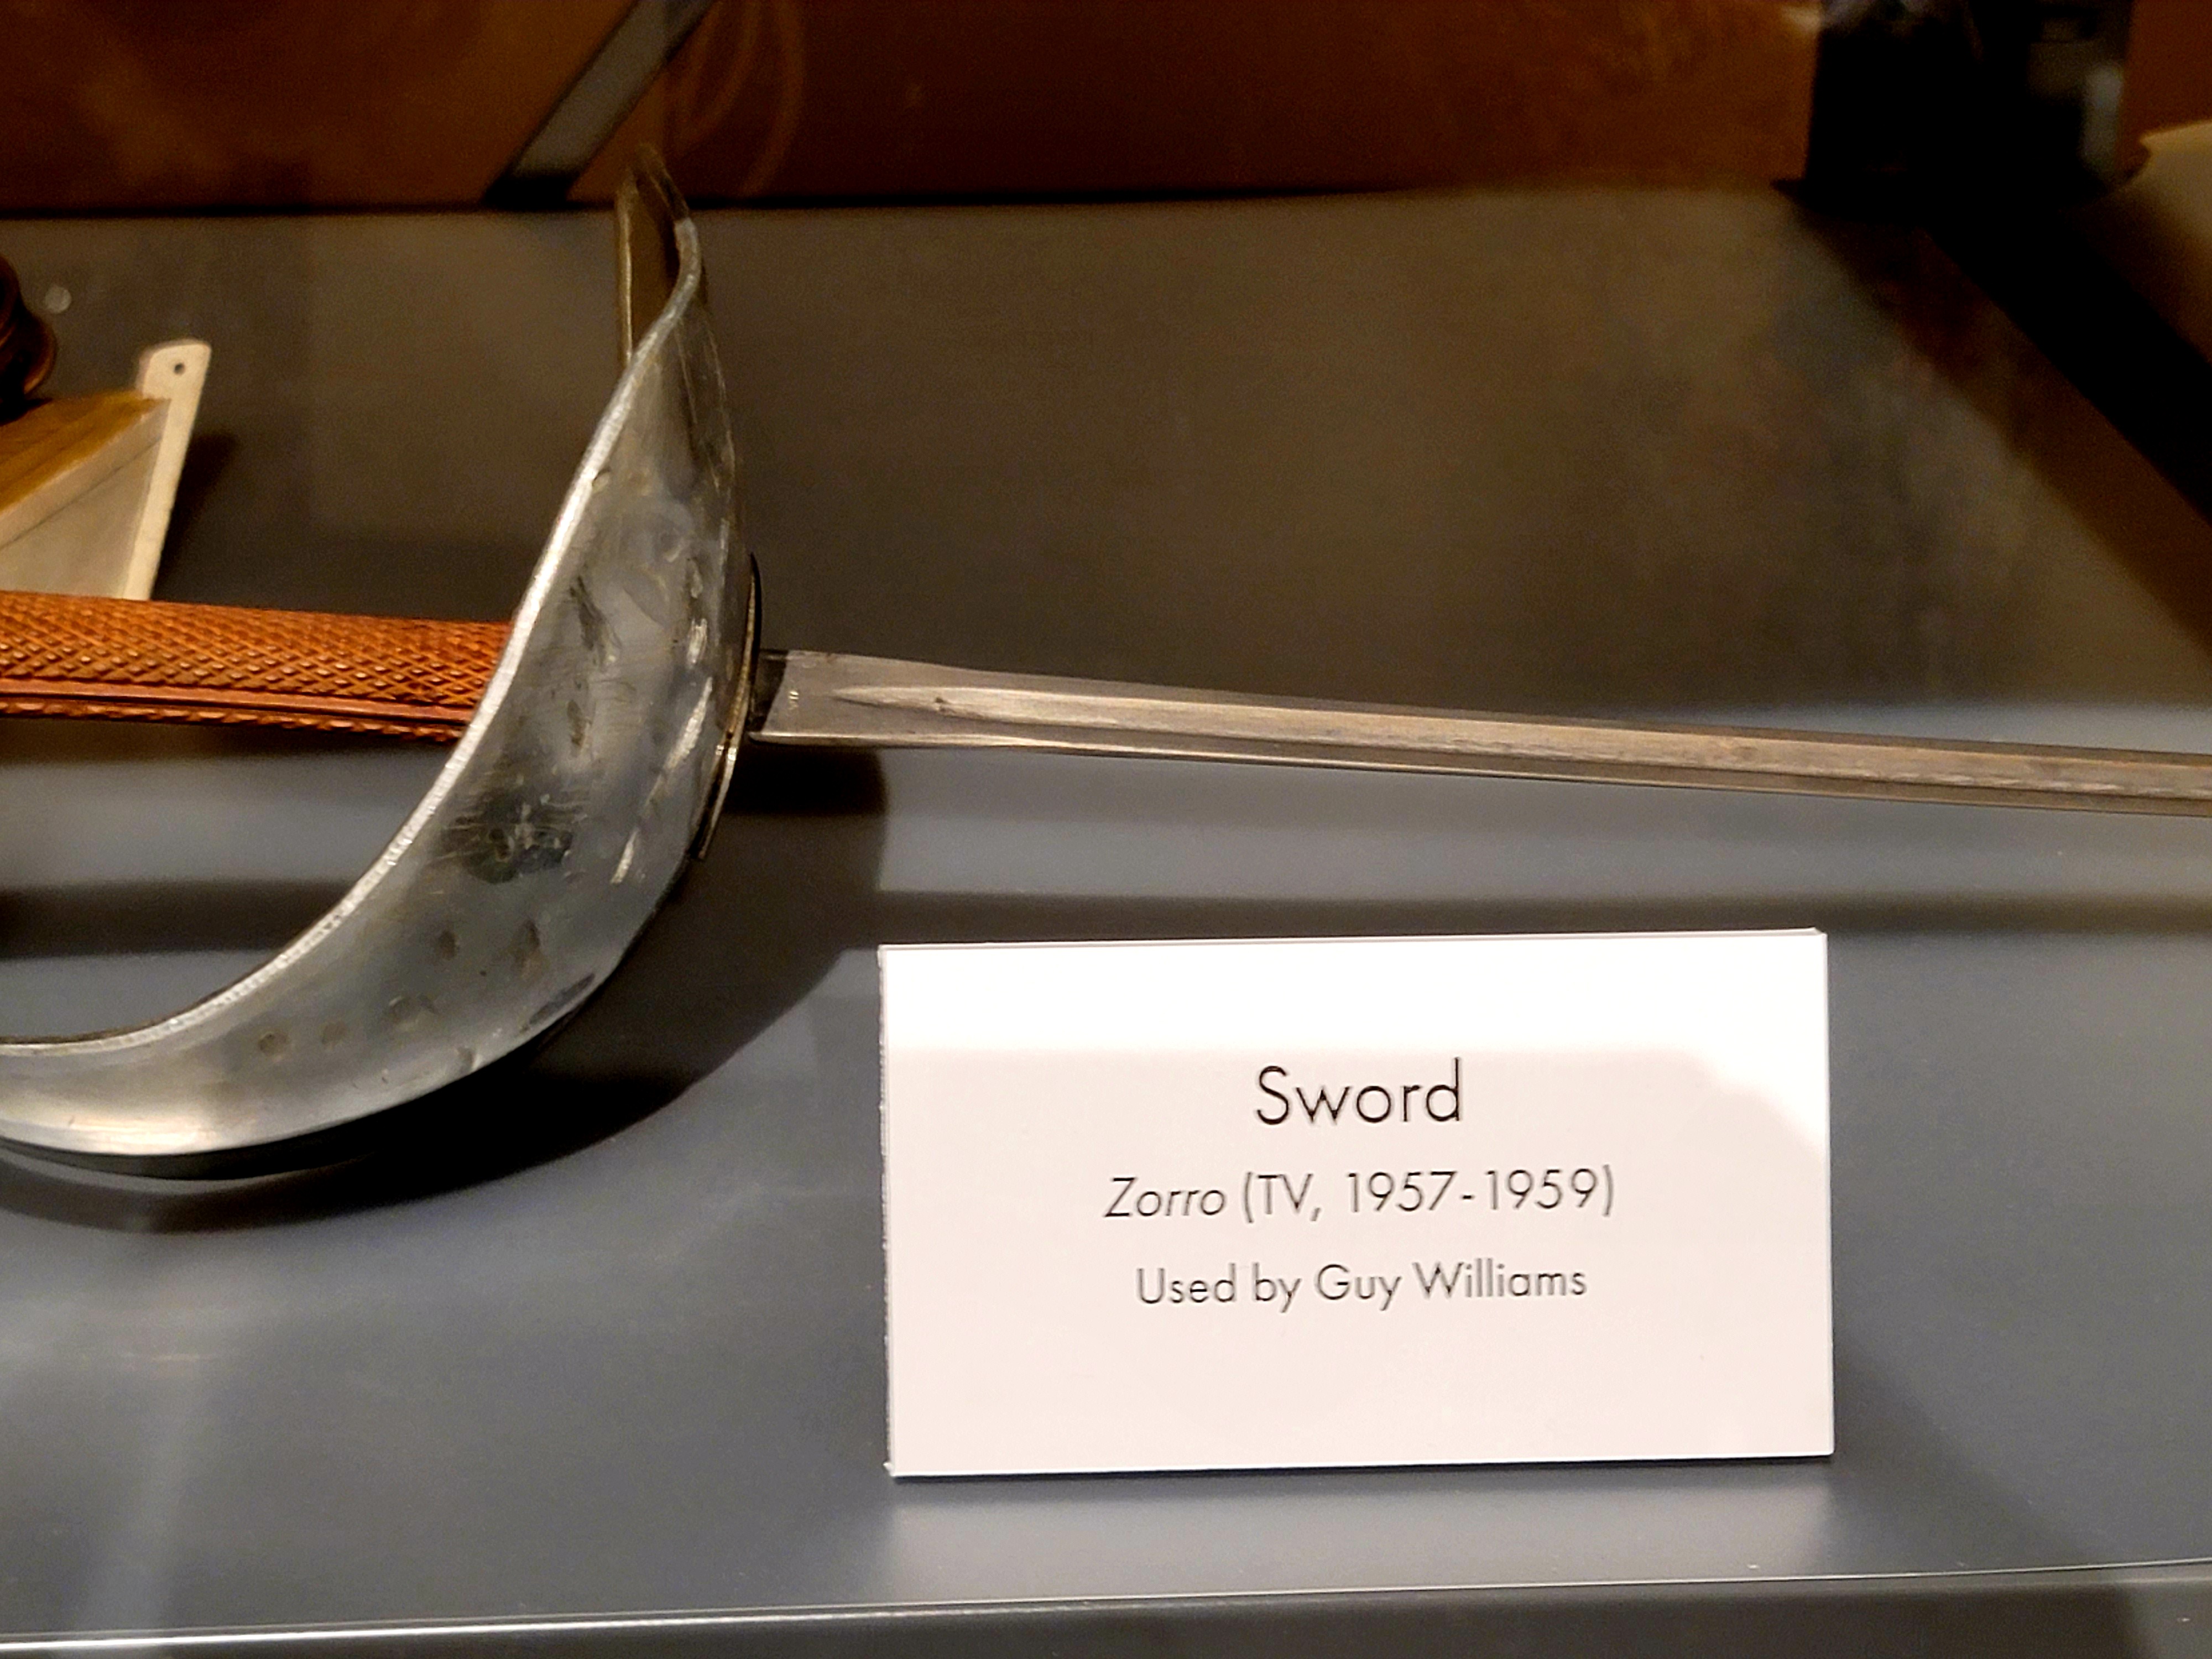 Sword
Zorro (TV, 1957-1959)
Used by Guy Williams